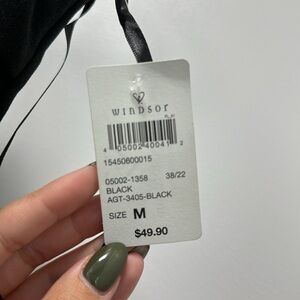 WINDSOR
4 05002 40041 2
15450600015
05002-1358 38/22
BLACK
AGT-3405-BLACK
SIZE M
$49.90